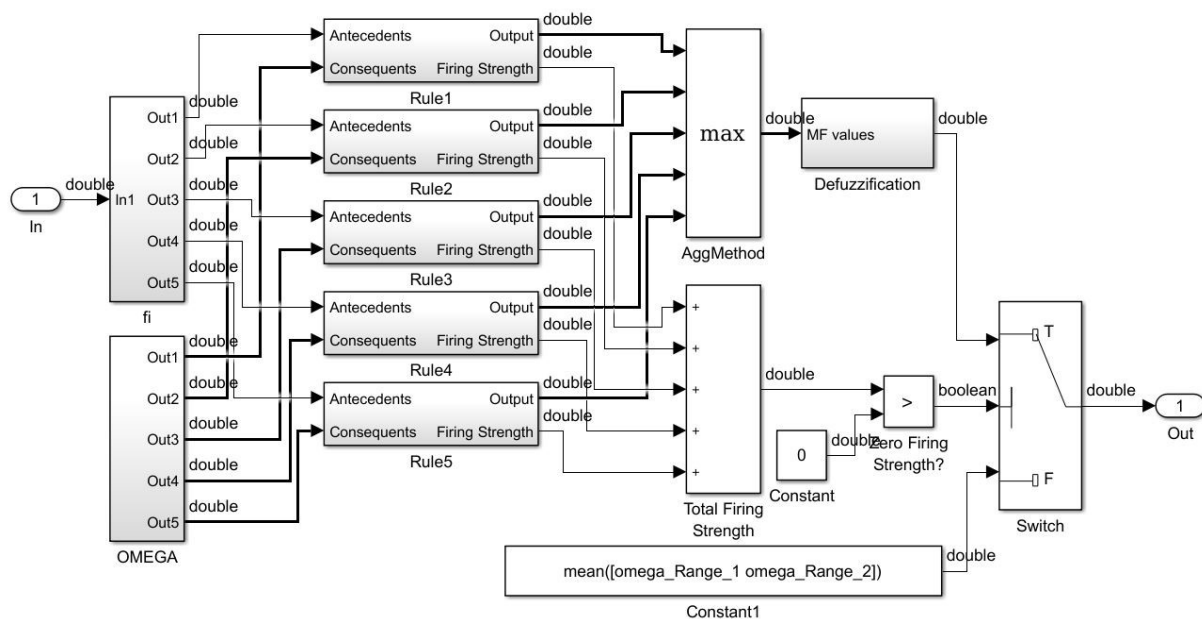 1
In
double
In1
Out1
Out2
Out3
Out4
Out5
double
double
double
double
double
fi
Out1
Out2
Out3
Out4
Out5
double
double
double
double
double
OMEGA
Antecedents
Output
Consequents
Firing Strength
double
double
Rule1
Antecedents
Output
Consequents
Firing Strength
double
double
Rule2
Antecedents
Output
Consequents
Firing Strength
double
double
Rule3
Antecedents
Output
Consequents
Firing Strength
double
double
Rule4
Antecedents
Output
Consequents
Firing Strength
double
double
Rule5
max
AggMethod
double
MF values
Defuzzification
double
+
+
+
+
+
Total Firing
Strength
double
0
Constant
double
>
Zero Firing
Strength?
boolean
mean([omega_Range_1 omega_Range_2])
Constant1
double
T
F
Switch
double
1
Out